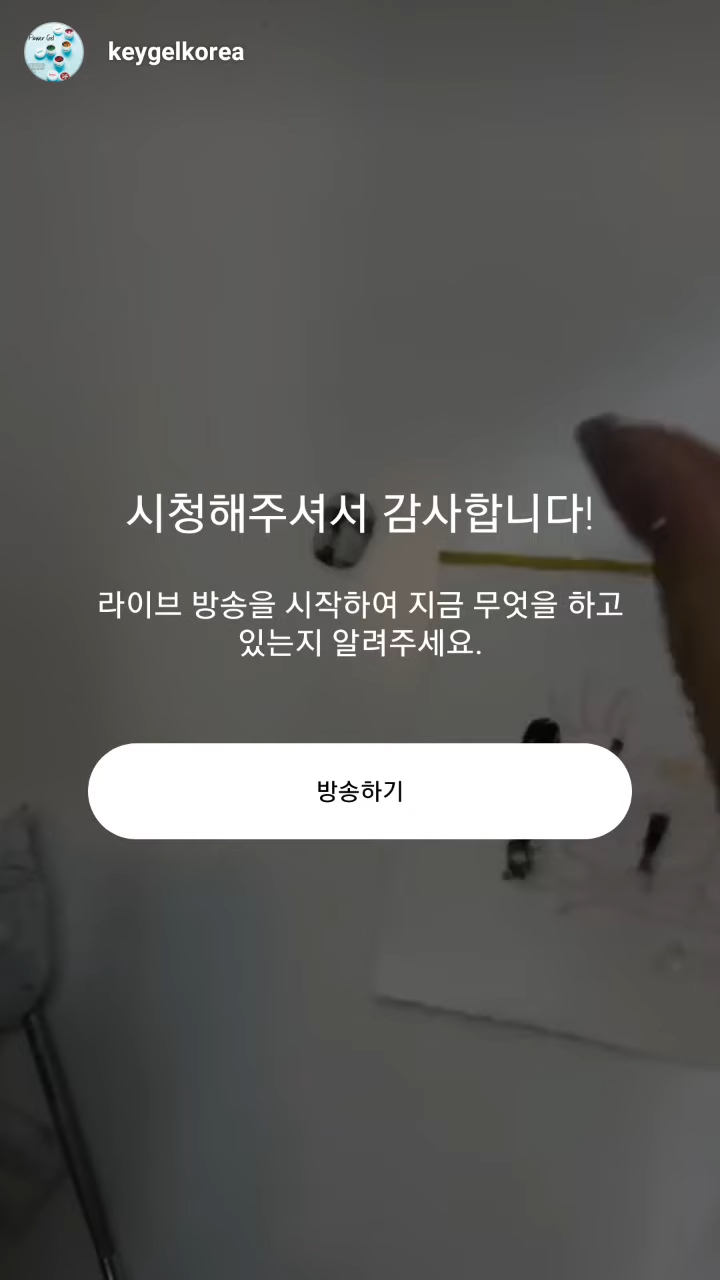 Flower Gel
keygelkorea
시청해주셔서 감사합니다!
라이브 방송을 시작하여 지금 무엇을 하고
있는지 알려주세요.
방송하기